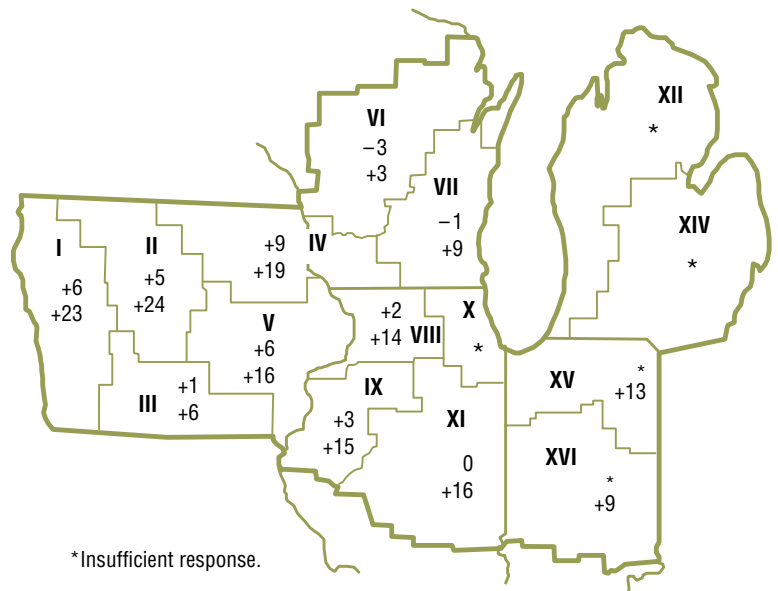 XII
*
VI
−3
+3
VII
−1
+9
XIV
*
I
+6
+23
II
+5
+24
+9
+19
IV
V
+6
+16
III
+1
+6
+2
+14
VIII
X
*
IX
+3
+15
XI
0
+16
XV
*
+13
XVI
*
+9
*Insufficient response.